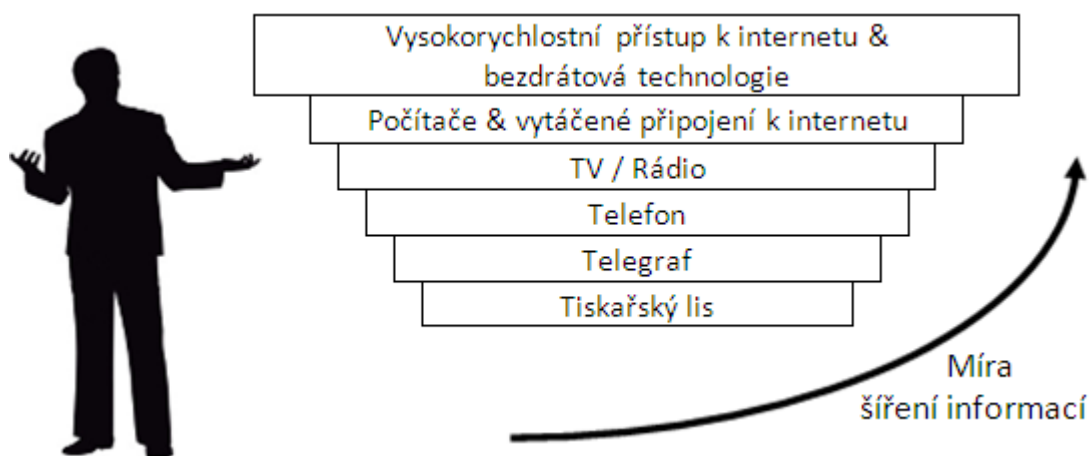 Vysokorychlostní přístup k internetu &
bezdrátová technologie
Počítače & vytáčené připojení k internetu
TV / Rádio
Telefon
Telegraf
Tiskařský lis
Míra
šíření informací